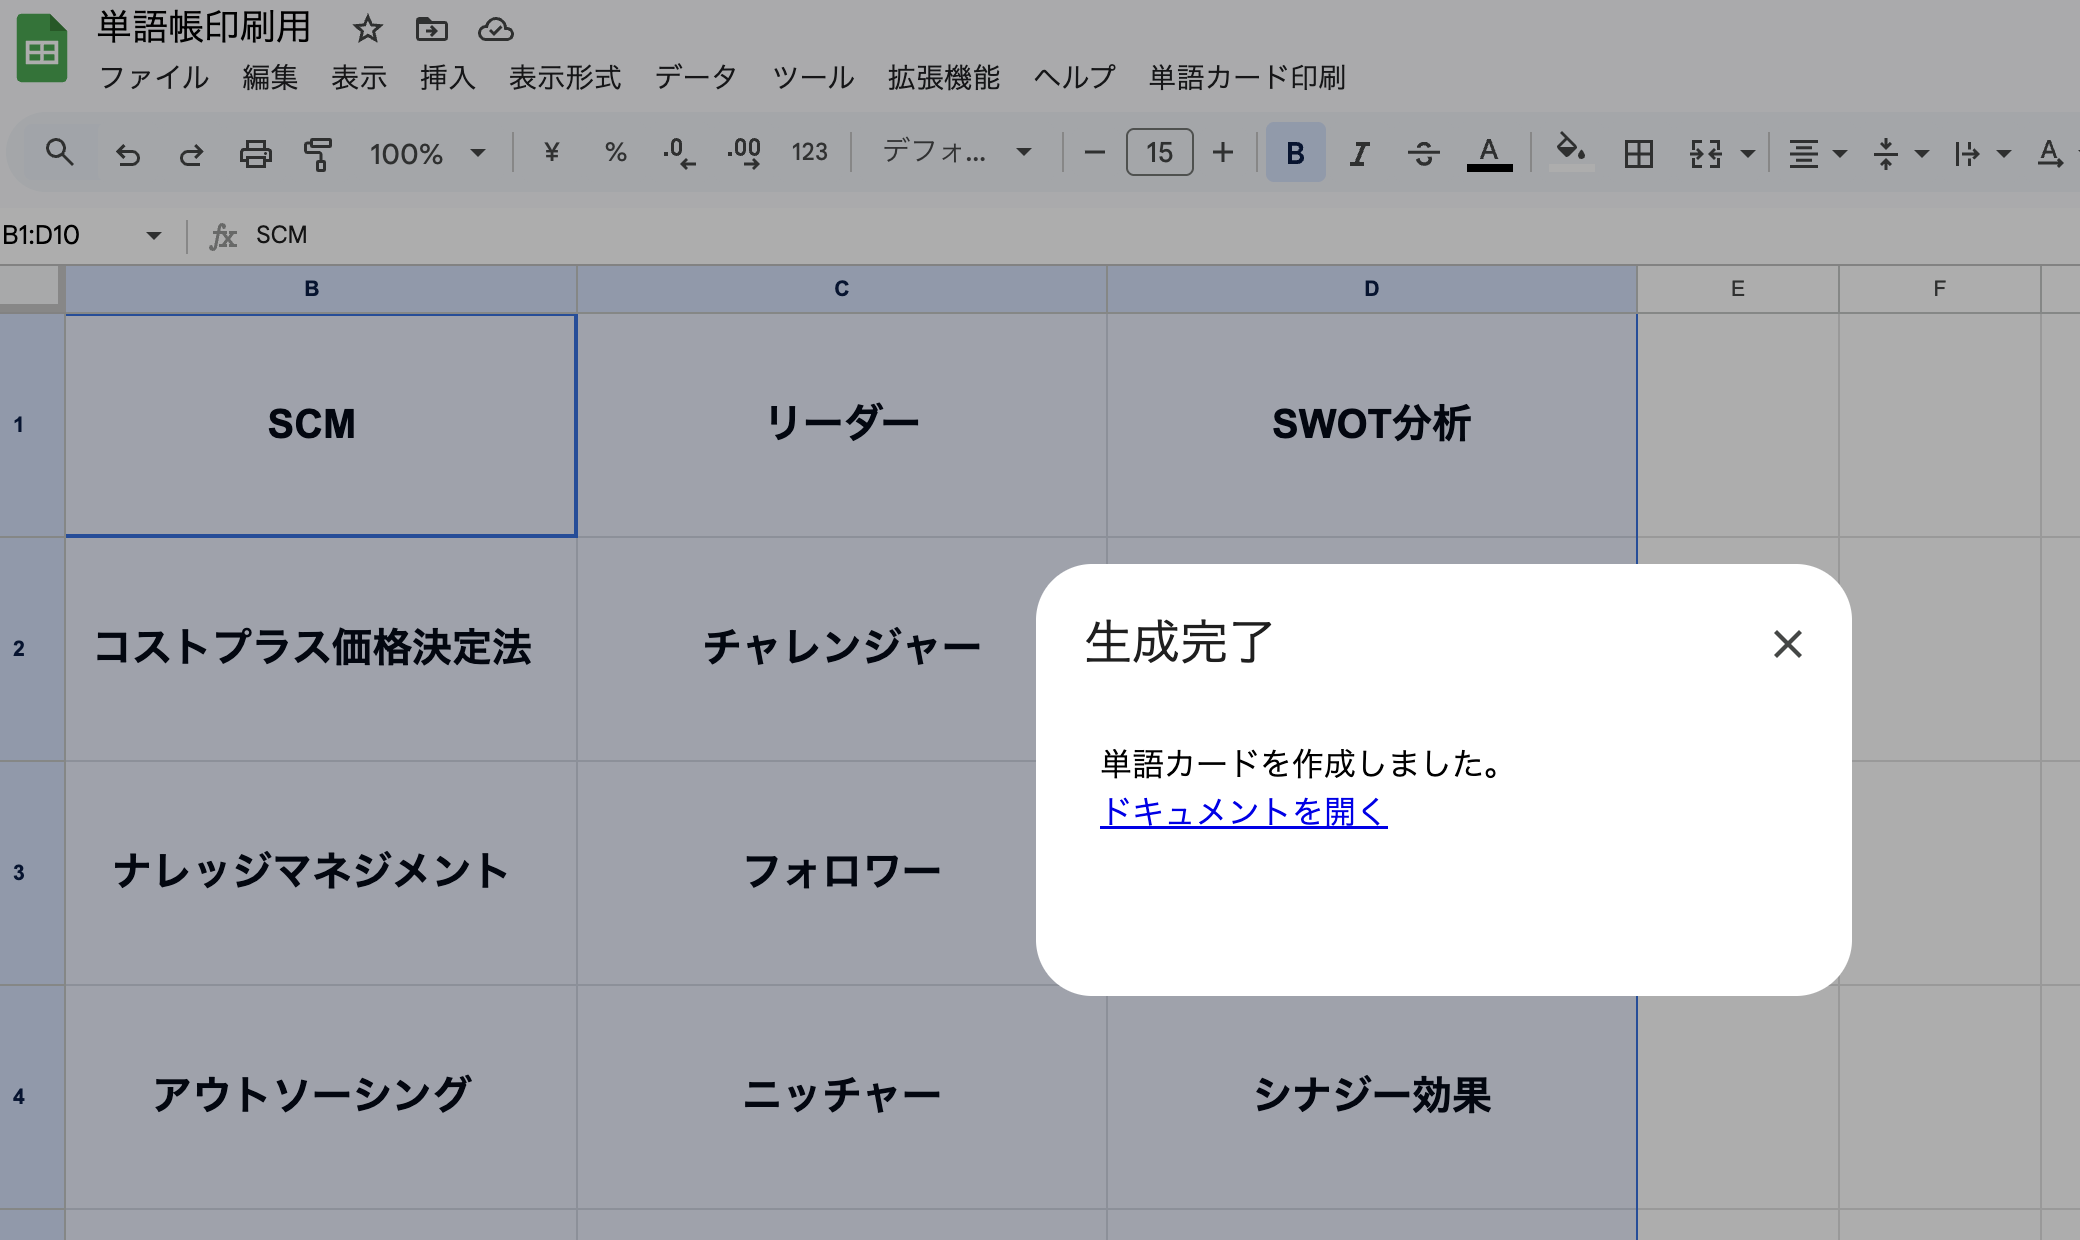 単語帳印刷用
ファイル 編集 表示 挿入 表示形式 データ ツール 拡張機能 ヘルプ 単語カード印刷
100% ¥ % .0 .00 123 デフォ... 15 B I S A A
B1:D10 fx SCM
B C D E F
1 SCM リーダー SWOT分析
2 コストプラス価格決定法 チャレンジャー
生成完了
単語カードを作成しました。
ドキュメントを開く
3 ナレッジマネジメント フォロワー
4 アウトソーシング ニッチャー シナジー効果